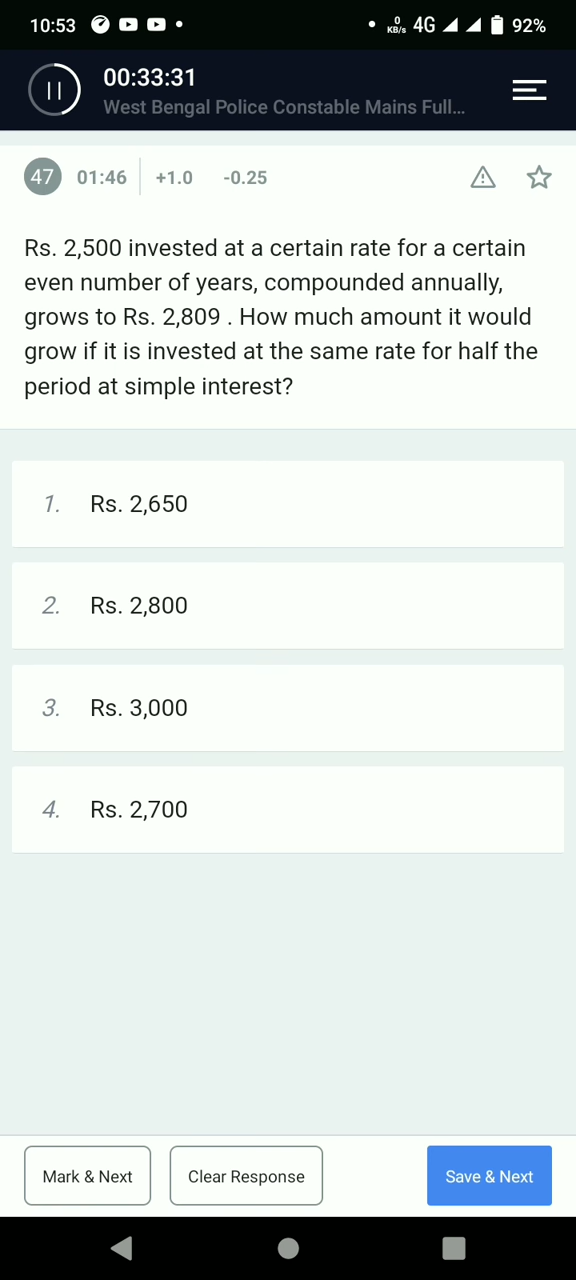 10:53
0 KB/s 4G 92%
00:33:31
West Bengal Police Constable Mains Full...
47 01:46 +1.0 -0.25
Rs. 2,500 invested at a certain rate for a certain
even number of years, compounded annually,
grows to Rs. 2,809 . How much amount it would
grow if it is invested at the same rate for half the
period at simple interest?
1. Rs. 2,650
2. Rs. 2,800
3. Rs. 3,000
4. Rs. 2,700
Mark & Next Clear Response Save & Next